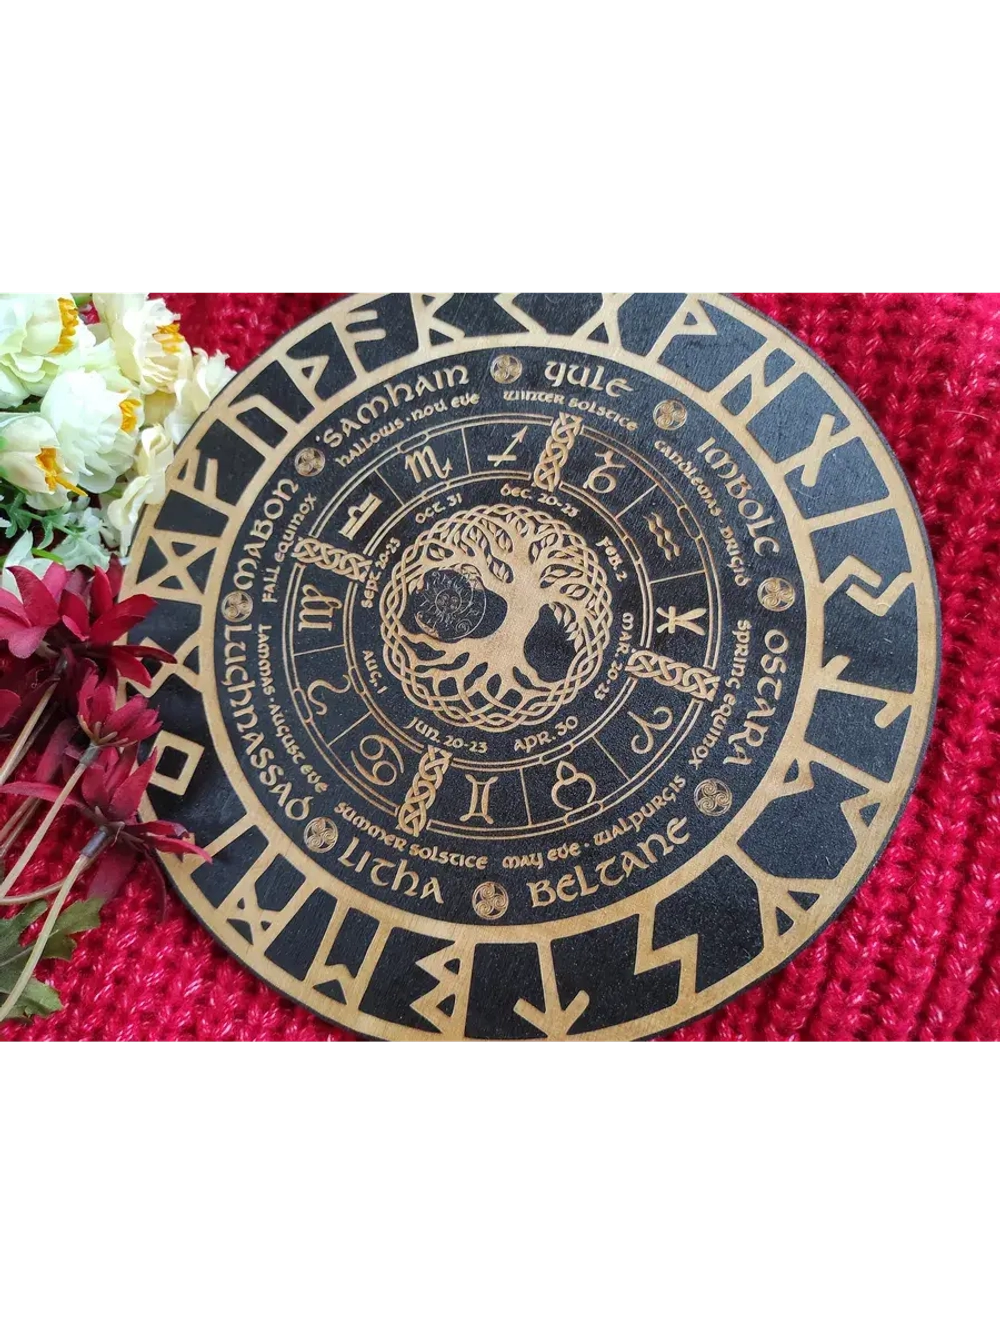 SAMHAIN
HALLOWS · NOV EVE
OCT. 31
YULE
WINTER SOLSTICE
DEC. 20-23
IMBOLC
CANDLEMAS · DRUGID
FEB. 2
OSTARA
SPRING EQUINOX
MAR. 20-23
BELTANE
MAY EVE · WALPURGIS
APR. 30
LITHA
SUMMER SOLSTICE
JUN. 20-23
LUGHNASSAD
LAMMAS · AUGUST EVE
AUG. 1
MABON
FALL EQUINOX
SEPT. 20-23